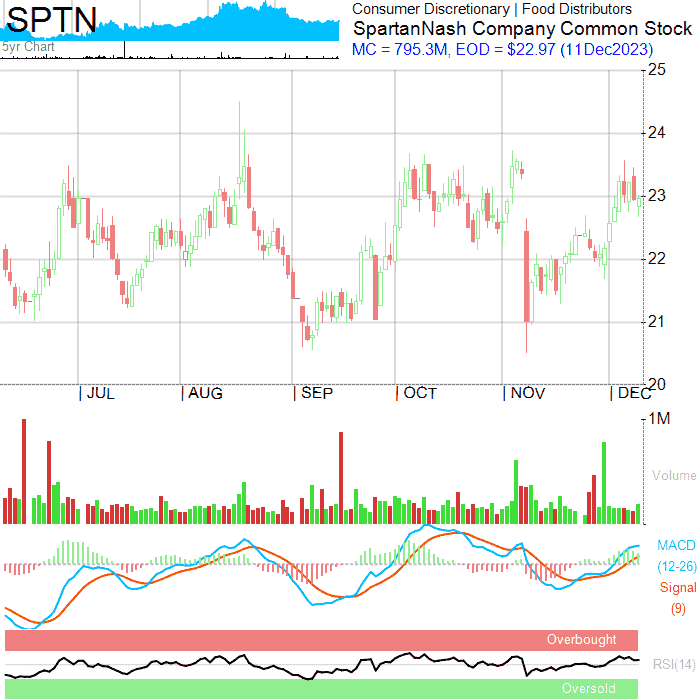 SPTN
5yr Chart
Consumer Discretionary | Food Distributors
SpartanNash Company Common Stock
MC = 795.3M, EOD = $22.97 (11Dec2023)
25
24
23
22
21
20
| JUL | AUG | SEP | OCT | NOV | DEC
1M
Volume
MACD
(12-26)
Signal
(9)
Overbought
RSI(14)
Oversold